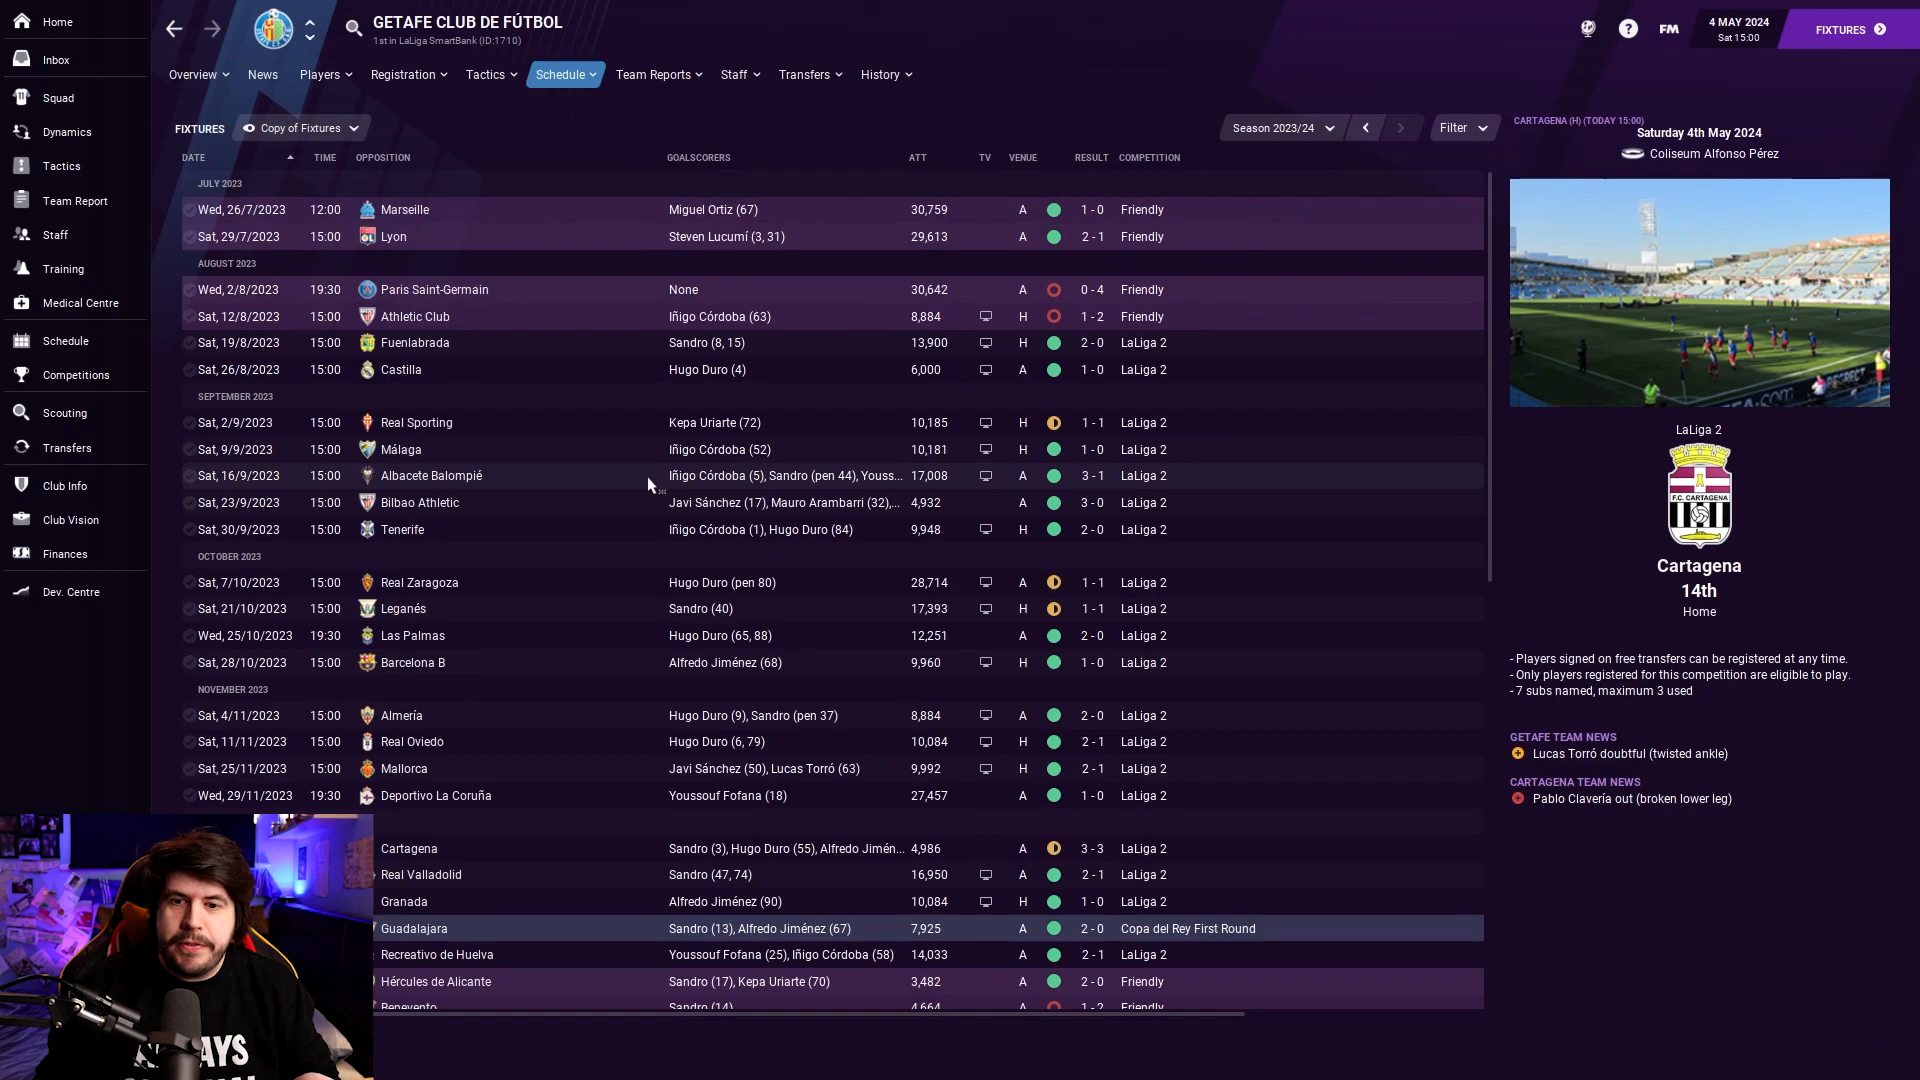 Home
Inbox
Squad
Dynamics
Tactics
Team Report
Staff
Training
Medical Centre
Schedule
Competitions
Scouting
Transfers
Club Info
Club Vision
Finances
Dev. Centre
GETAFE CLUB DE FÚTBOL
1st in LaLiga SmartBank (ID:1710)
FM
4 MAY 2024
Sat 15:00
FIXTURES
Overview News Players Registration Tactics Schedule Team Reports Staff Transfers History
FIXTURES Copy of Fixtures Season 2023/24 Filter
DATE TIME OPPOSITION GOALSCORERS ATT TV VENUE RESULT COMPETITION
JULY 2023
Wed, 26/7/2023 12:00 Marseille Miguel Ortiz (67) 30,759 A 1 - 0 Friendly
Sat, 29/7/2023 15:00 Lyon Steven Lucumí (3, 31) 29,613 A 2 - 1 Friendly
AUGUST 2023
Wed, 2/8/2023 19:30 Paris Saint-Germain None 30,642 A 0 - 4 Friendly
Sat, 12/8/2023 15:00 Athletic Club Iñigo Córdoba (63) 8,884 H 1 - 2 Friendly
Sat, 19/8/2023 15:00 Fuenlabrada Sandro (8, 15) 13,900 H 2 - 0 LaLiga 2
Sat, 26/8/2023 15:00 Castilla Hugo Duro (4) 6,000 A 1 - 0 LaLiga 2
SEPTEMBER 2023
Sat, 2/9/2023 15:00 Real Sporting Kepa Uriarte (72) 10,185 H 1 - 1 LaLiga 2
Sat, 9/9/2023 15:00 Málaga Iñigo Córdoba (52) 10,181 H 1 - 0 LaLiga 2
Sat, 16/9/2023 15:00 Albacete Balompié Iñigo Córdoba (5), Sandro (pen 44), Youss... 17,008 A 3 - 1 LaLiga 2
Sat, 23/9/2023 15:00 Bilbao Athletic Javi Sánchez (17), Mauro Arambarri (32),... 4,932 A 3 - 0 LaLiga 2
Sat, 30/9/2023 15:00 Tenerife Iñigo Córdoba (1), Hugo Duro (84) 9,948 H 2 - 0 LaLiga 2
OCTOBER 2023
Sat, 7/10/2023 15:00 Real Zaragoza Hugo Duro (pen 80) 28,714 A 1 - 1 LaLiga 2
Sat, 21/10/2023 15:00 Leganés Sandro (40) 17,393 H 1 - 1 LaLiga 2
Wed, 25/10/2023 19:30 Las Palmas Hugo Duro (65, 88) 12,251 A 2 - 0 LaLiga 2
Sat, 28/10/2023 15:00 Barcelona B Alfredo Jiménez (68) 9,960 H 1 - 0 LaLiga 2
NOVEMBER 2023
Sat, 4/11/2023 15:00 Almería Hugo Duro (9), Sandro (pen 37) 8,884 A 2 - 0 LaLiga 2
Sat, 11/11/2023 15:00 Real Oviedo Hugo Duro (6, 79) 10,084 H 2 - 1 LaLiga 2
Sat, 25/11/2023 15:00 Mallorca Javi Sánchez (50), Lucas Torró (63) 9,992 H 2 - 1 LaLiga 2
Wed, 29/11/2023 19:30 Deportivo La Coruña Youssouf Fofana (18) 27,457 A 1 - 0 LaLiga 2
Cartagena Sandro (3), Hugo Duro (55), Alfredo Jimén... 4,986 A 3 - 3 LaLiga 2
Real Valladolid Sandro (47, 74) 16,950 A 2 - 1 LaLiga 2
Granada Alfredo Jiménez (90) 10,084 H 1 - 0 LaLiga 2
Guadalajara Sandro (13), Alfredo Jiménez (67) 7,925 A 2 - 0 Copa del Rey First Round
Recreativo de Huelva Youssouf Fofana (25), Iñigo Córdoba (58) 14,033 A 2 - 1 LaLiga 2
Hércules de Alicante Sandro (17), Kepa Uriarte (70) 3,482 A 2 - 0 Friendly
Benevento Sandro (14) 4,664 A 1 - 2 Friendly
CARTAGENA (H) (TODAY 15:00)
Saturday 4th May 2024
Coliseum Alfonso Pérez
LaLiga 2
F.C. CARTAGENA
Cartagena
14th
Home
- Players signed on free transfers can be registered at any time.
- Only players registered for this competition are eligible to play.
- 7 subs named, maximum 3 used
GETAFE TEAM NEWS
Lucas Torró doubtful (twisted ankle)
CARTAGENA TEAM NEWS
Pablo Clavería out (broken lower leg)